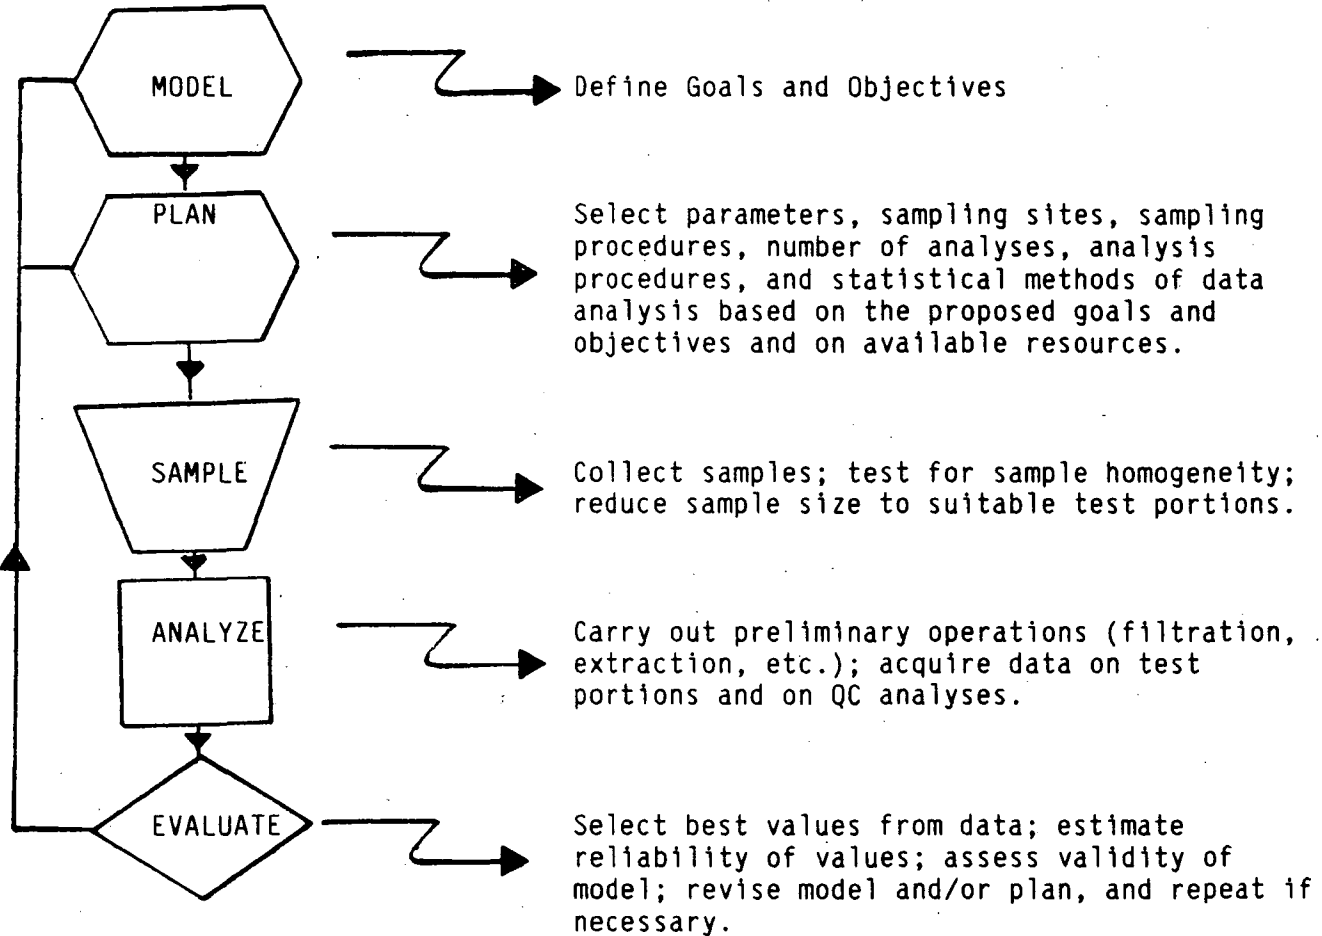 MODEL
Define Goals and Objectives
PLAN
Select parameters, sampling sites, sampling
procedures, number of analyses, analysis
procedures, and statistical methods of data
analysis based on the proposed goals and
objectives and on available resources.
SAMPLE
Collect samples; test for sample homogeneity;
reduce sample size to suitable test portions.
ANALYZE
Carry out preliminary operations (filtration,
extraction, etc.); acquire data on test
portions and on QC analyses.
EVALUATE
Select best values from data; estimate
reliability of values; assess validity of
model; revise model and/or plan, and repeat if
necessary.